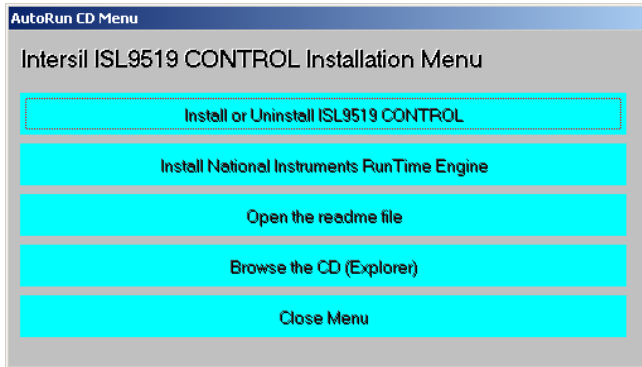 AutoRun CD Menu
Intersil ISL9519 CONTROL Installation Menu
Install or Uninstall ISL9519 CONTROL
Install National Instruments RunTime Engine
Open the readme file
Browse the CD (Explorer)
Close Menu